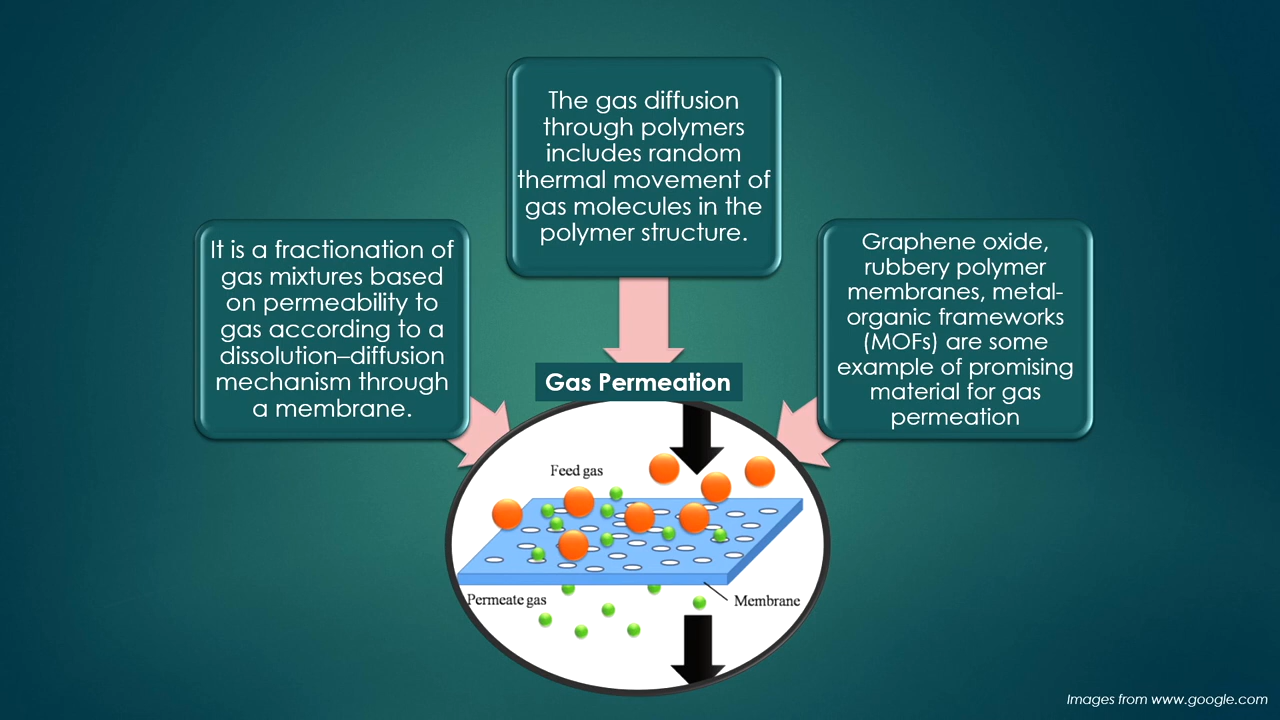 The gas diffusion
through polymers
includes random
thermal movement of
gas molecules in the
polymer structure.
It is a fractionation of
gas mixtures based
on permeability to
gas according to a
dissolution–diffusion
mechanism through
a membrane.
Graphene oxide,
rubbery polymer
membranes, metal-
organic frameworks
(MOFs) are some
example of promising
material for gas
permeation
Gas Permeation
Feed gas
Permeate gas
Membrane
Images from www.google.com